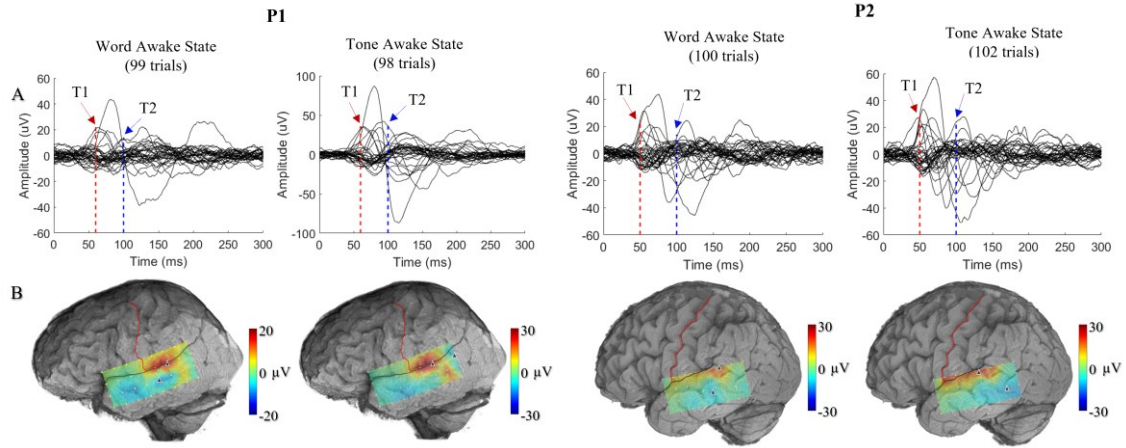 P1
P2
Word Awake State
(99 trials)
Tone Awake State
(98 trials)
Word Awake State
(100 trials)
Tone Awake State
(102 trials)
A
T1
T2
T1
T2
T1
T2
T1
T2
Amplitude (uV)
60
40
20
0
-20
-40
-60
0 50 100 150 200 250 300
Time (ms)
Amplitude (uV)
100
50
0
-50
-100
0 50 100 150 200 250 300
Time (ms)
Amplitude (uV)
60
40
20
0
-20
-40
-60
0 50 100 150 200 250 300
Time (ms)
Amplitude (uV)
60
40
20
0
-20
-40
-60
0 50 100 150 200 250 300
Time (ms)
B
20
0 µV
-20
30
0 µV
-30
30
0 µV
-30
30
0 µV
-30